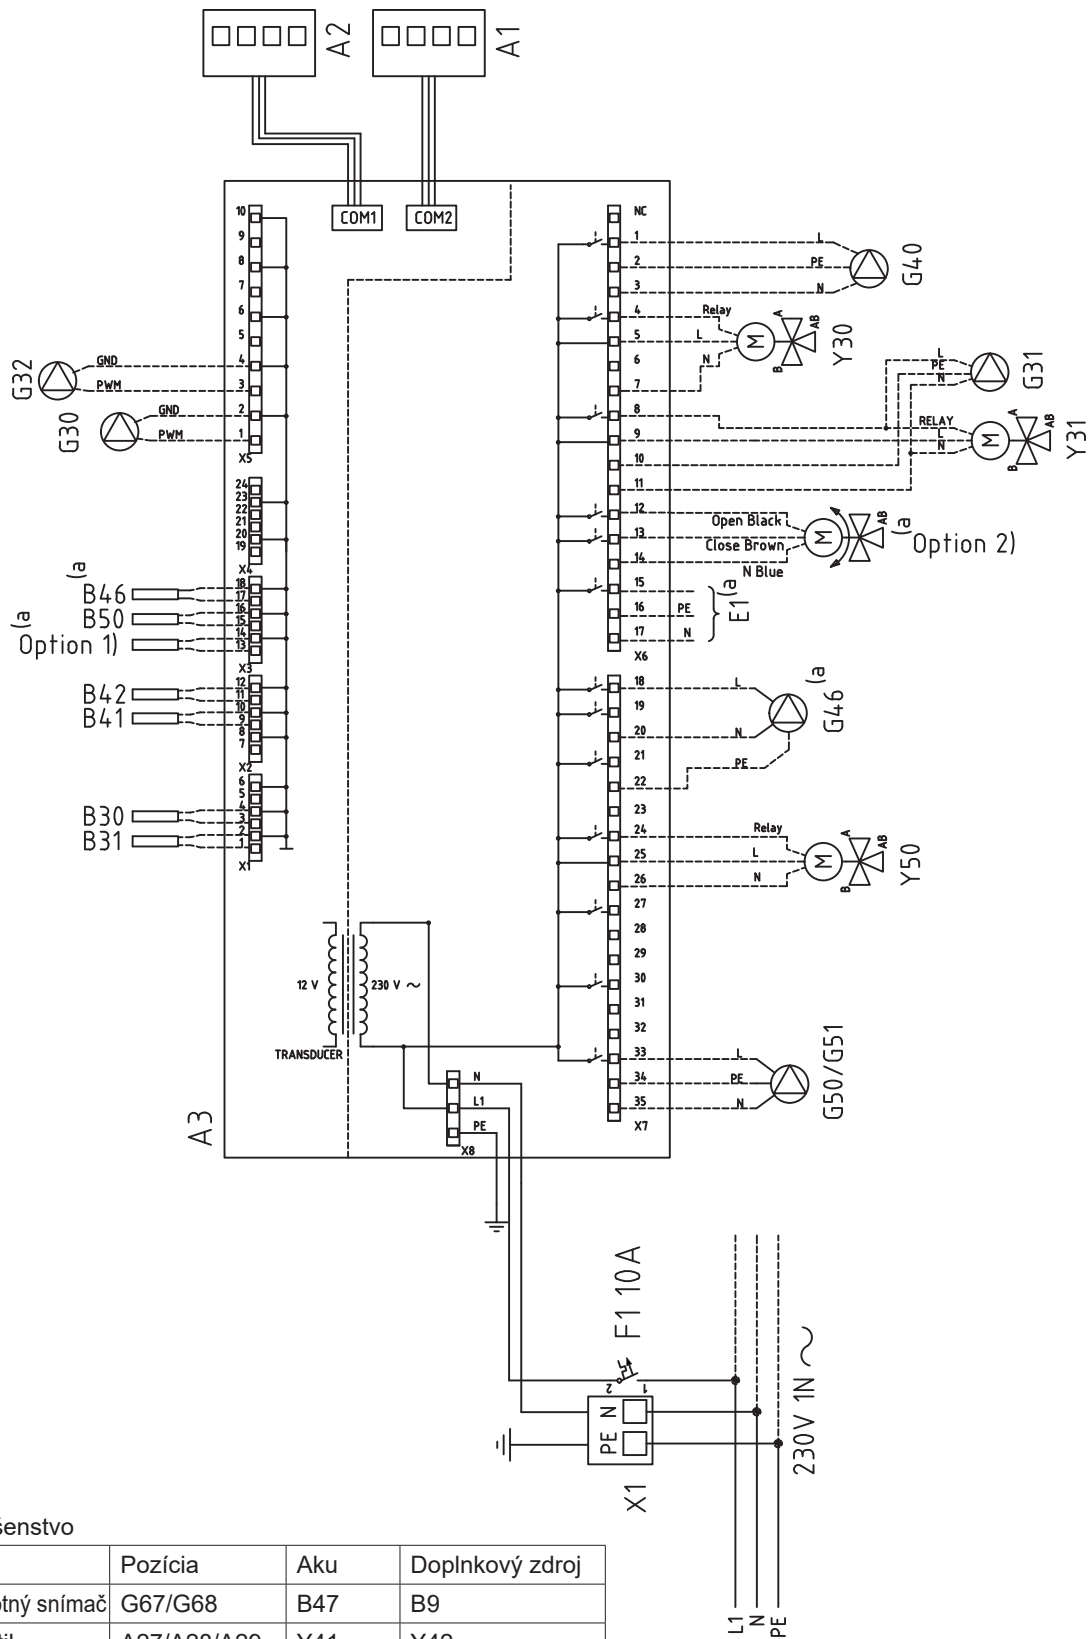 A2
A1
COM1
COM2
10
9
8
7
6
5
4
3
2
1
X5
GND
PWM
G32
GND
PWM
G30
24
23
22
21
20
19
X4
18
17
16
15
14
13
X3
B46
(a
B50
(a
Option 1)
12
11
10
9
8
7
X2
B42
B41
6
5
4
3
2
1
X1
B30
B31
NC
1
2
3
4
5
6
7
8
9
10
11
12
13
14
15
16
17
X6
L
PE
N
G40
Relay
L
N
M
A
AB
B
Y30
L
PE
N
G31
RELAY
L
N
M
A
AB
B
Y31
Open Black
Close Brown
N Blue
M
AB
(a
Option 2)
PE
N
E1 (a
18
19
20
21
22
23
24
25
26
27
28
29
30
31
32
33
34
35
X7
L
N
PE
G46 (a
Relay
L
N
M
A
AB
B
Y50
L
PE
N
G50/G51
12 V
230 V ~
TRANSDUCER
N
L1
PE
X8
A3
F1 10A
2
1
N
PE
X1
230V 1N ~
L1
N
PE
šenstvo
Pozícia Aku Doplnkový zdroj
otný snímač G67/G68 B47 B9